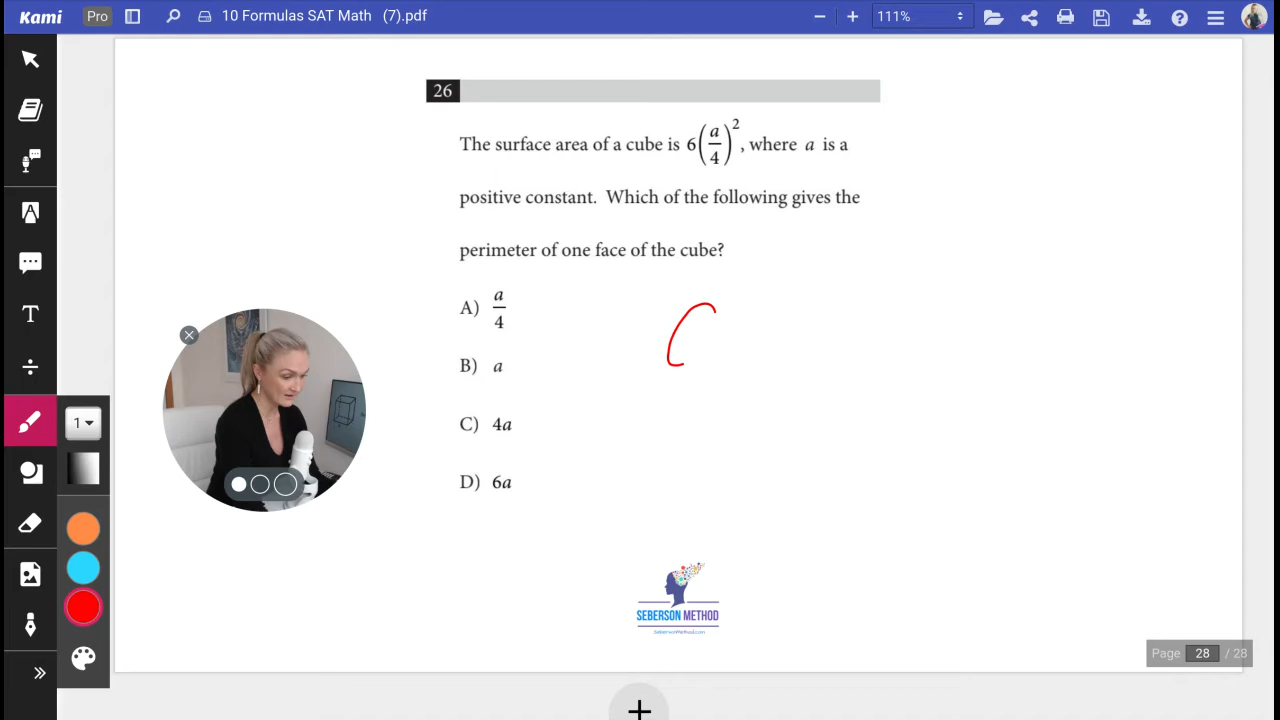 Kami
Pro
10 Formulas SAT Math (7).pdf
111%
26
The surface area of a cube is 6(a/4)², where a is a
positive constant. Which of the following gives the
perimeter of one face of the cube?
A) a/4
B) a
C) 4a
D) 6a
T
1
SEBERSON METHOD
SebersonMethod.com
Page 28 / 28